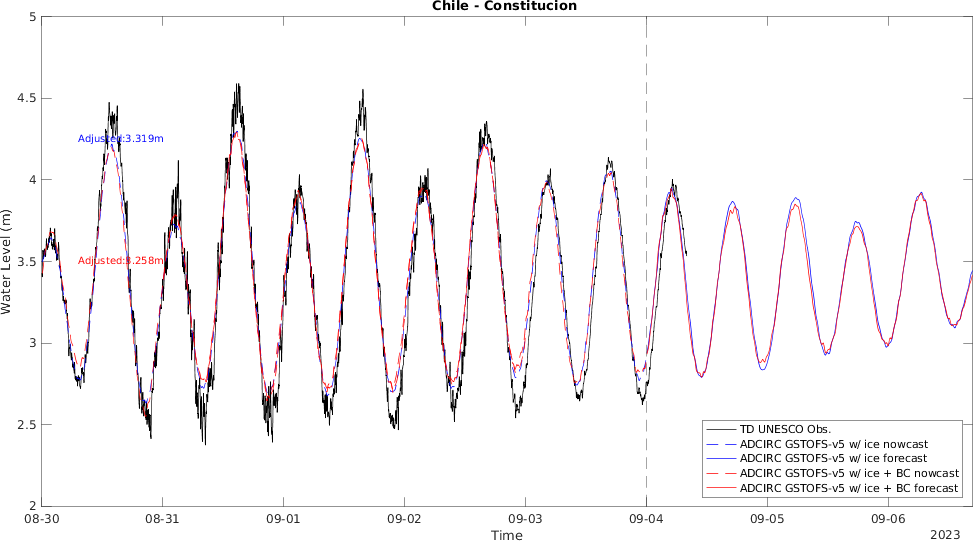 Chile - Constitucion
Water Level (m)
5
4.5
4
3.5
3
2.5
2
Adjusted:3.319m
Adjusted:3.258m
TD UNESCO Obs.
ADCIRC GSTOFS-v5 w/ ice nowcast
ADCIRC GSTOFS-v5 w/ ice forecast
ADCIRC GSTOFS-v5 w/ ice + BC nowcast
ADCIRC GSTOFS-v5 w/ ice + BC forecast
08-30 08-31 09-01 09-02 09-03 09-04 09-05 09-06
Time
2023